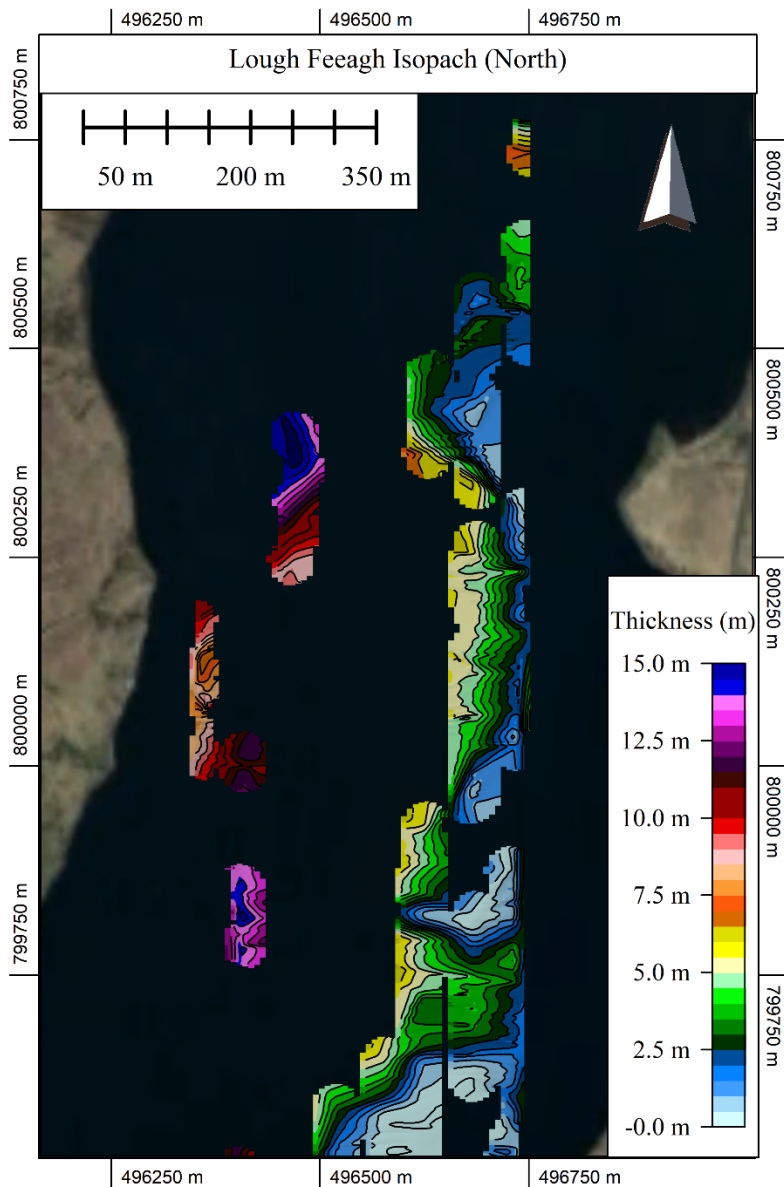 496250 m 496500 m 496750 m
Lough Feeagh Isopach (North)
50 m 200 m 350 m
800750 m
800750 m
800500 m
800500 m
800250 m
800250 m
800000 m
800000 m
799750 m
799750 m
Thickness (m)
15.0 m
12.5 m
10.0 m
7.5 m
5.0 m
2.5 m
-0.0 m
496250 m 496500 m 496750 m